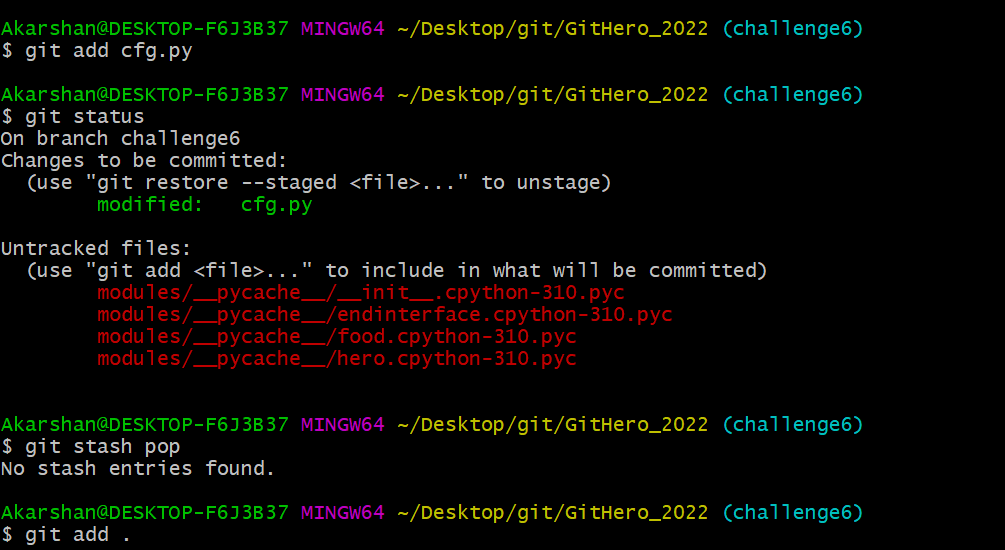 Akarshan@DESKTOP-F6J3B37 MINGW64 ~/Desktop/git/GitHero_2022 (challenge6)
$ git add cfg.py
Akarshan@DESKTOP-F6J3B37 MINGW64 ~/Desktop/git/GitHero_2022 (challenge6)
$ git status
On branch challenge6
Changes to be committed:
  (use "git restore --staged <file>..." to unstage)
        modified:   cfg.py
Untracked files:
  (use "git add <file>..." to include in what will be committed)
        modules/__pycache__/__init__.cpython-310.pyc
        modules/__pycache__/endinterface.cpython-310.pyc
        modules/__pycache__/food.cpython-310.pyc
        modules/__pycache__/hero.cpython-310.pyc
Akarshan@DESKTOP-F6J3B37 MINGW64 ~/Desktop/git/GitHero_2022 (challenge6)
$ git stash pop
No stash entries found.
Akarshan@DESKTOP-F6J3B37 MINGW64 ~/Desktop/git/GitHero_2022 (challenge6)
$ git add .